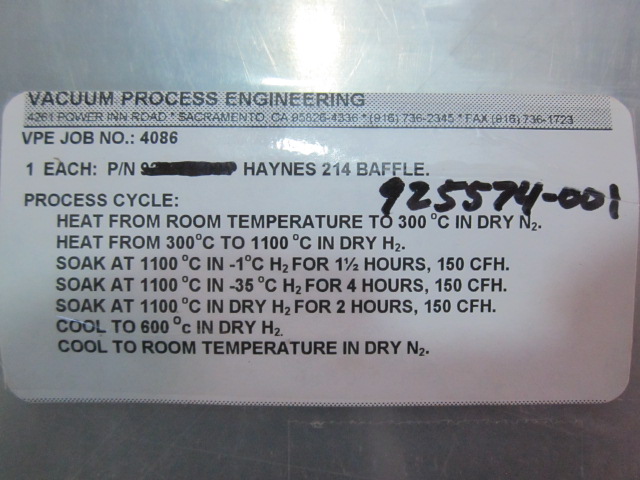 VACUUM PROCESS ENGINEERING
4261 POWER INN ROAD * SACRAMENTO, CA 95826-4336 * (916) 736-2345 * FAX (916) 736-1723
VPE JOB NO.: 4086
1 EACH: P/N HAYNES 214 BAFFLE.
925574-001
PROCESS CYCLE:
HEAT FROM ROOM TEMPERATURE TO 300 °C IN DRY N₂.
HEAT FROM 300°C TO 1100 °C IN DRY H₂.
SOAK AT 1100 °C IN -1°C H₂ FOR 1½ HOURS, 150 CFH.
SOAK AT 1100 °C IN -35 °C H₂ FOR 4 HOURS, 150 CFH.
SOAK AT 1100 °C IN DRY H₂ FOR 2 HOURS, 150 CFH.
COOL TO 600 °c IN DRY H₂.
COOL TO ROOM TEMPERATURE IN DRY N₂.